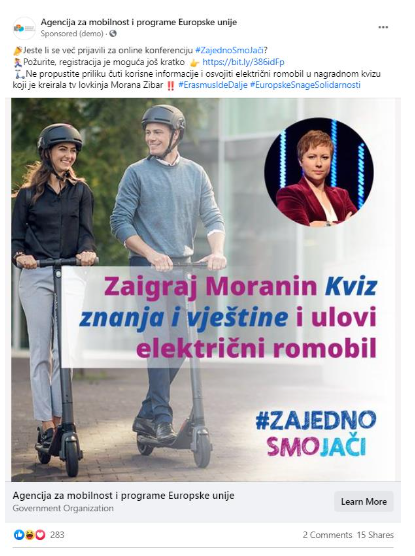 Agencija za mobilnost i programe Europske unije
Sponsored (demo) ·
Jeste li se već prijavili za online konferenciju #ZajednoSmoJači?
Požurite, registracija je moguća još kratko 👉 https://bit.ly/386idFp
Ne propustite priliku čuti korisne informacije i osvojiti električni romobil u nagradnom kvizu
koji je kreirala tv lovkinja Morana Zibar ‼️ #ErasmusIdeDalje #EuropskeSnageSolidarnosti
Zaigraj Moranin Kviz
znanja i vještine i ulovi
električni romobil
#ZAJEDNO
SMOJAČI
Agencija za mobilnost i programe Europske unije
Government Organization
Learn More
283
2 Comments 15 Shares